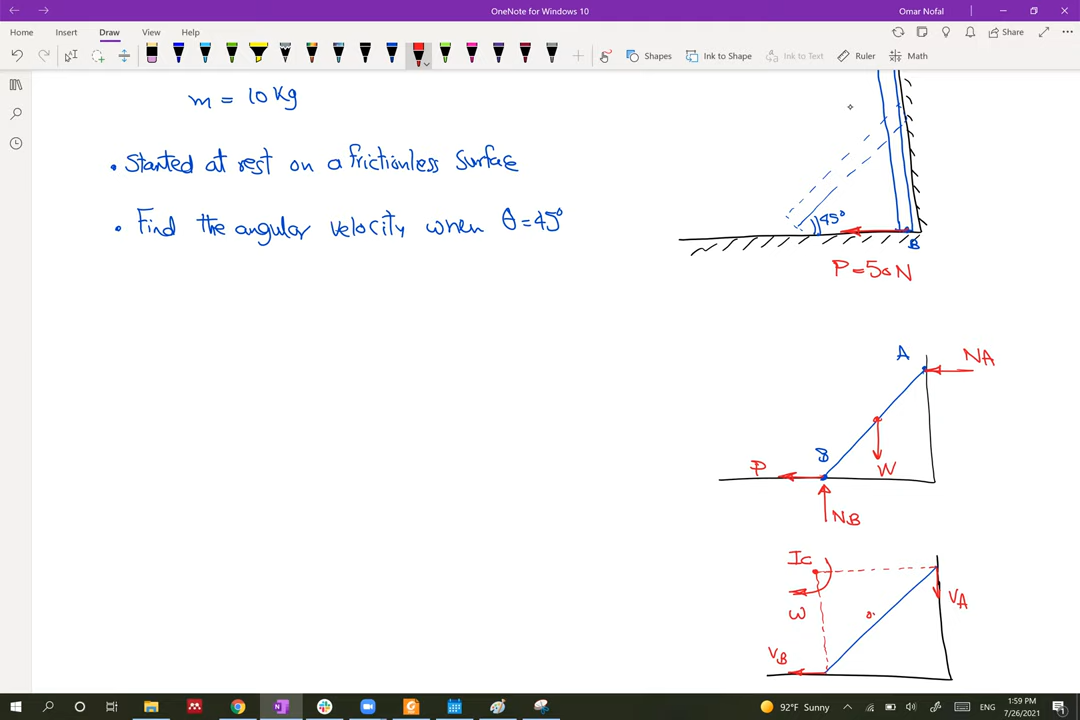 OneNote for Windows 10
Omar Nofal
Home Insert Draw View Help
Share
Shapes Ink to Shape Ink to Text Ruler Math
m = 10 Kg
• Started at rest on a frictionless surface
• Find the angular velocity when θ = 45°
45°
B
P = 50 N
A
NA
B
P
W
NB
Ic
ω
VA
VB
92°F Sunny
ENG
1:59 PM
7/26/2021
1